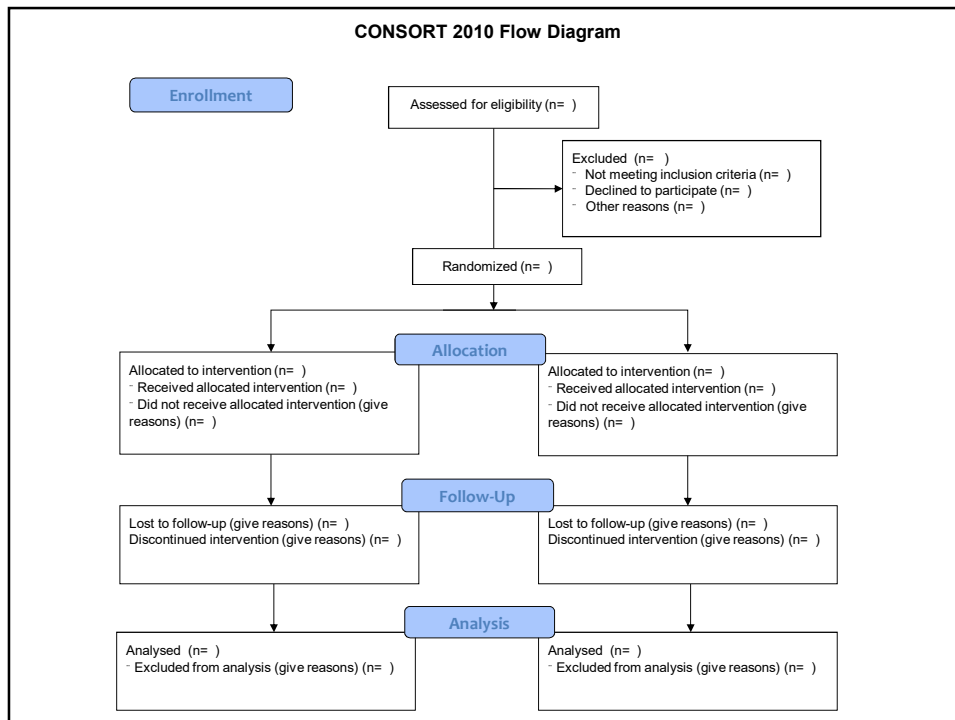 CONSORT 2010 Flow Diagram
Enrollment
Assessed for eligibility (n=  )
Excluded  (n=  )
- Not meeting inclusion criteria (n=  )
- Declined to participate (n=  )
- Other reasons (n=  )
Randomized (n=  )
Allocation
Allocated to intervention (n=  )
- Received allocated intervention (n=  )
- Did not receive allocated intervention (give
reasons) (n=  )
Allocated to intervention (n=  )
- Received allocated intervention (n=  )
- Did not receive allocated intervention (give
reasons) (n=  )
Follow-Up
Lost to follow-up (give reasons) (n=  )
Discontinued intervention (give reasons) (n=  )
Lost to follow-up (give reasons) (n=  )
Discontinued intervention (give reasons) (n=  )
Analysis
Analysed  (n=  )
- Excluded from analysis (give reasons) (n=  )
Analysed  (n=  )
- Excluded from analysis (give reasons) (n=  )